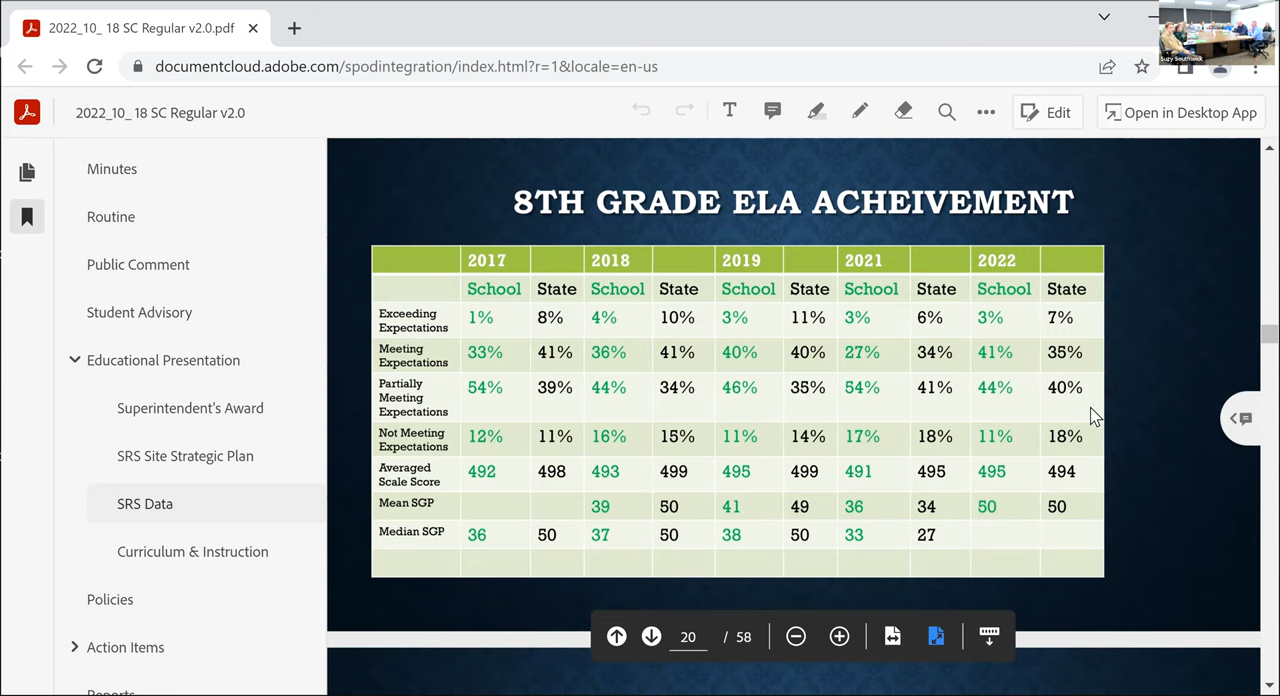 2022_10_ 18 SC Regular v2.0.pdf
Suzy Southwick
documentcloud.adobe.com/spodintegration/index.html?r=1&locale=en-us
2022_10_ 18 SC Regular v2.0
T
Edit
Open in Desktop App
Minutes
Routine
Public Comment
Student Advisory
Educational Presentation
Superintendent's Award
SRS Site Strategic Plan
SRS Data
Curriculum & Instruction
Policies
Action Items
Reports
8TH GRADE ELA ACHEIVEMENT
2017 2018 2019 2021 2022
School State School State School State School State School State
Exceeding
Expectations
1% 8% 4% 10% 3% 11% 3% 6% 3% 7%
Meeting
Expectations
33% 41% 36% 41% 40% 40% 27% 34% 41% 35%
Partially
Meeting
Expectations
54% 39% 44% 34% 46% 35% 54% 41% 44% 40%
Not Meeting
Expectations
12% 11% 16% 15% 11% 14% 17% 18% 11% 18%
Averaged
Scale Score
492 498 493 499 495 499 491 495 495 494
Mean SGP 39 50 41 49 36 34 50 50
Median SGP 36 50 37 50 38 50 33 27
20 / 58